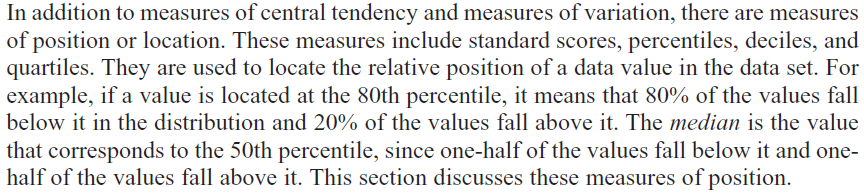 In addition to measures of central tendency and measures of variation, there are measures
of position or location. These measures include standard scores, percentiles, deciles, and
quartiles. They are used to locate the relative position of a data value in the data set. For
example, if a value is located at the 80th percentile, it means that 80% of the values fall
below it in the distribution and 20% of the values fall above it. The median is the value
that corresponds to the 50th percentile, since one-half of the values fall below it and one-
half of the values fall above it. This section discusses these measures of position.